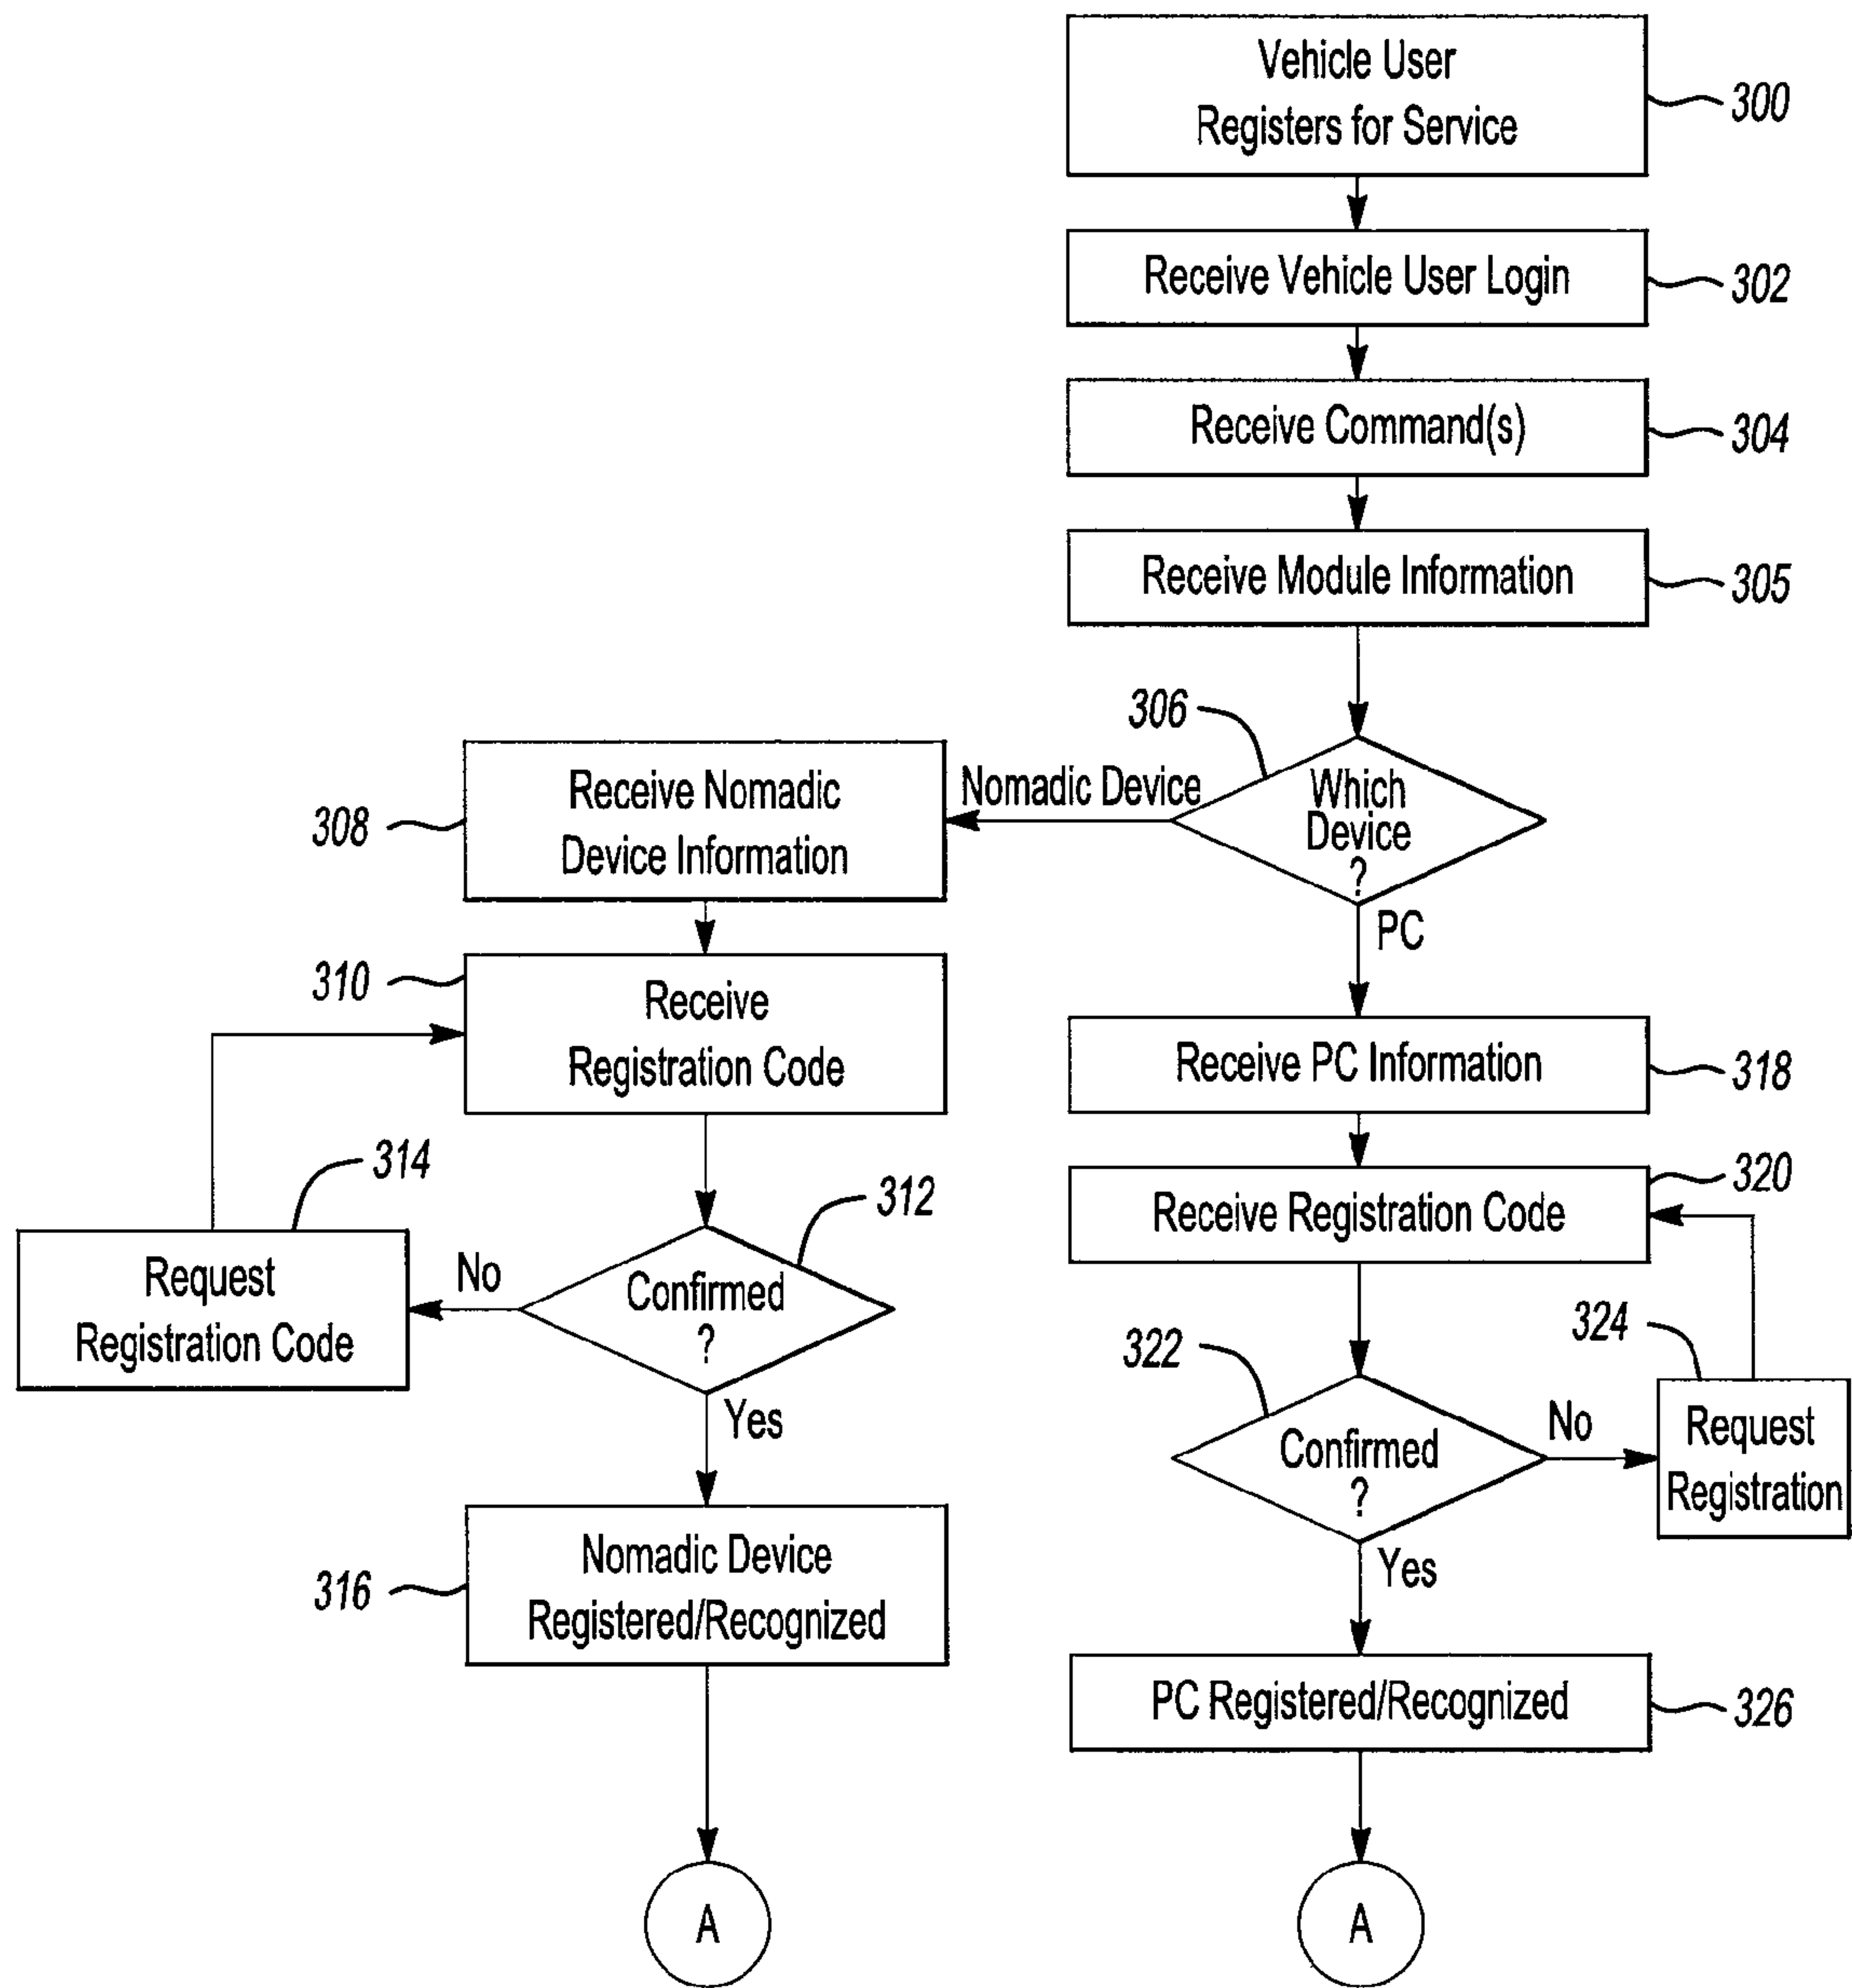 Vehicle User
Registers for Service
300
Receive Vehicle User Login
302
Receive Command(s)
304
Receive Module Information
305
306
Which
Device
?
Nomadic Device
PC
308
Receive Nomadic
Device Information
310
Receive
Registration Code
314
Request
Registration Code
312
Confirmed
?
No
Yes
316
Nomadic Device
Registered/Recognized
A
Receive PC Information
318
Receive Registration Code
320
322
Confirmed
?
No
324
Request
Registration
Yes
PC Registered/Recognized
326
A